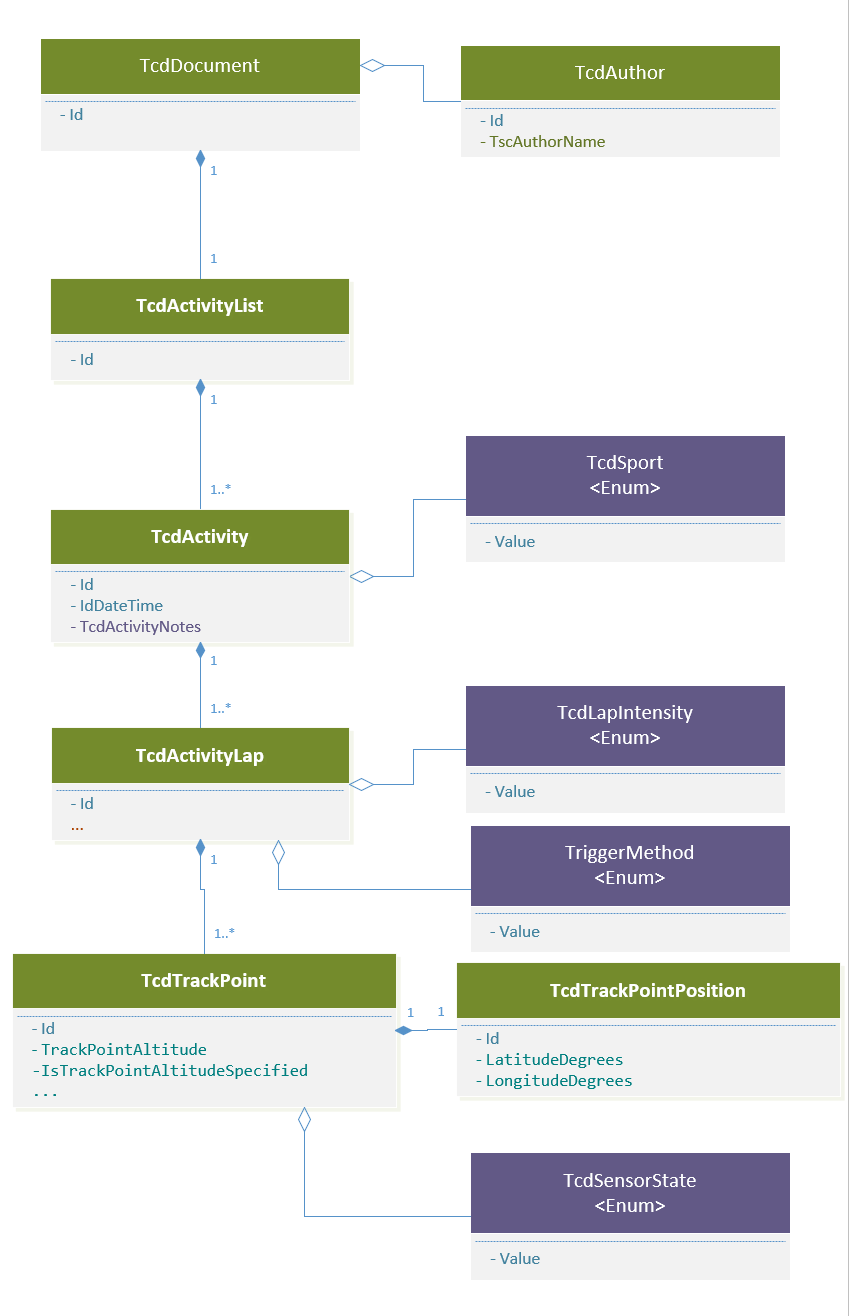 TcdDocument
- Id
TcdAuthor
- Id
- TscAuthorName
1
1
TcdActivityList
- Id
1
1..*
TcdSport
<Enum>
- Value
TcdActivity
- Id
- IdDateTime
- TcdActivityNotes
1
1..*
TcdLapIntensity
<Enum>
- Value
TcdActivityLap
- Id
...
1
1..*
TriggerMethod
<Enum>
- Value
TcdTrackPoint
- Id
- TrackPointAltitude
-IsTrackPointAltitudeSpecified
...
1
1
TcdTrackPointPosition
- Id
- LatitudeDegrees
- LongitudeDegrees
TcdSensorState
<Enum>
- Value